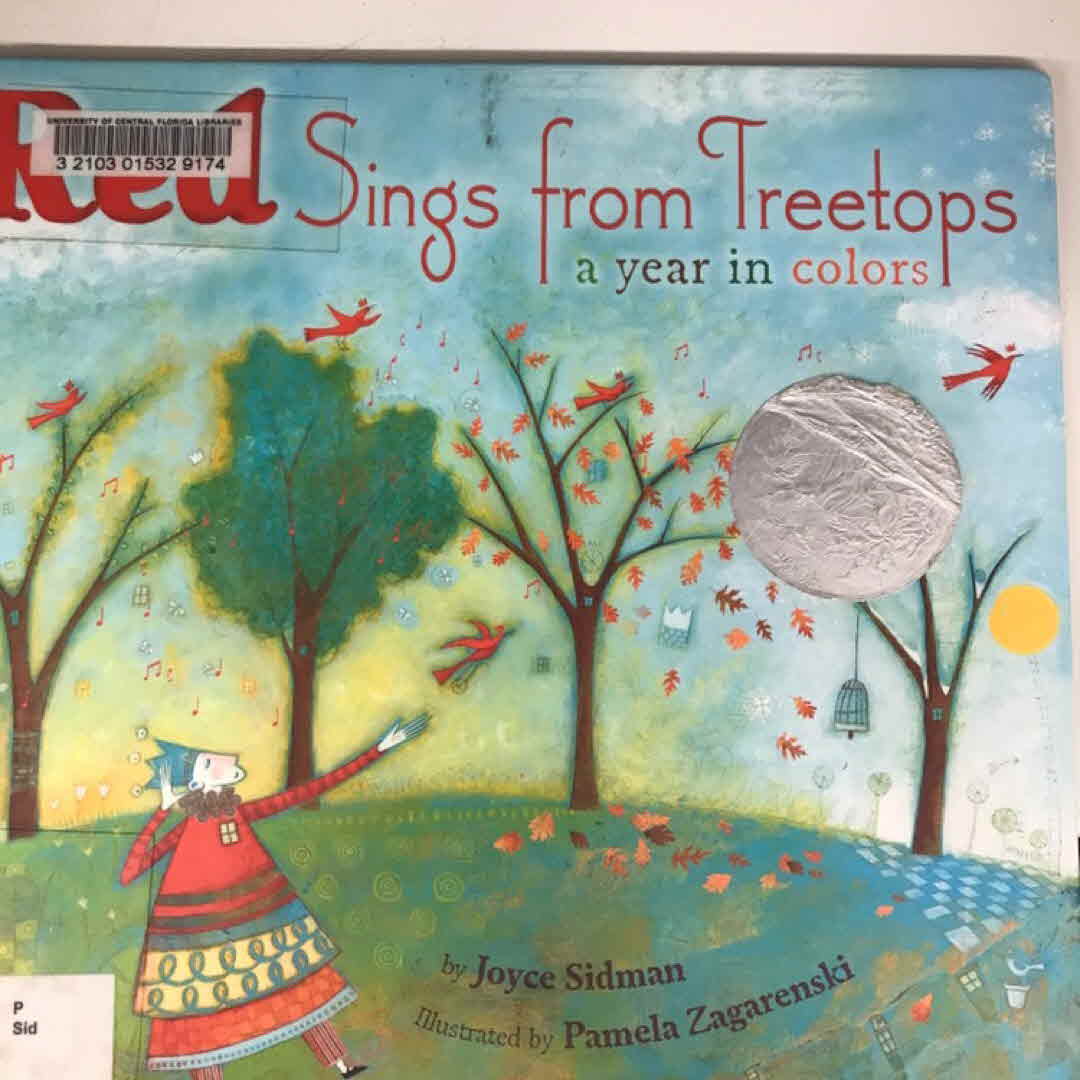 UNIVERSITY OF CENTRAL FLORIDA LIBRARIES
3 2103 01532 9174
Red Sings from Treetops
a year in colors
by Joyce Sidman
Illustrated by Pamela Zagarenski
P
Sid